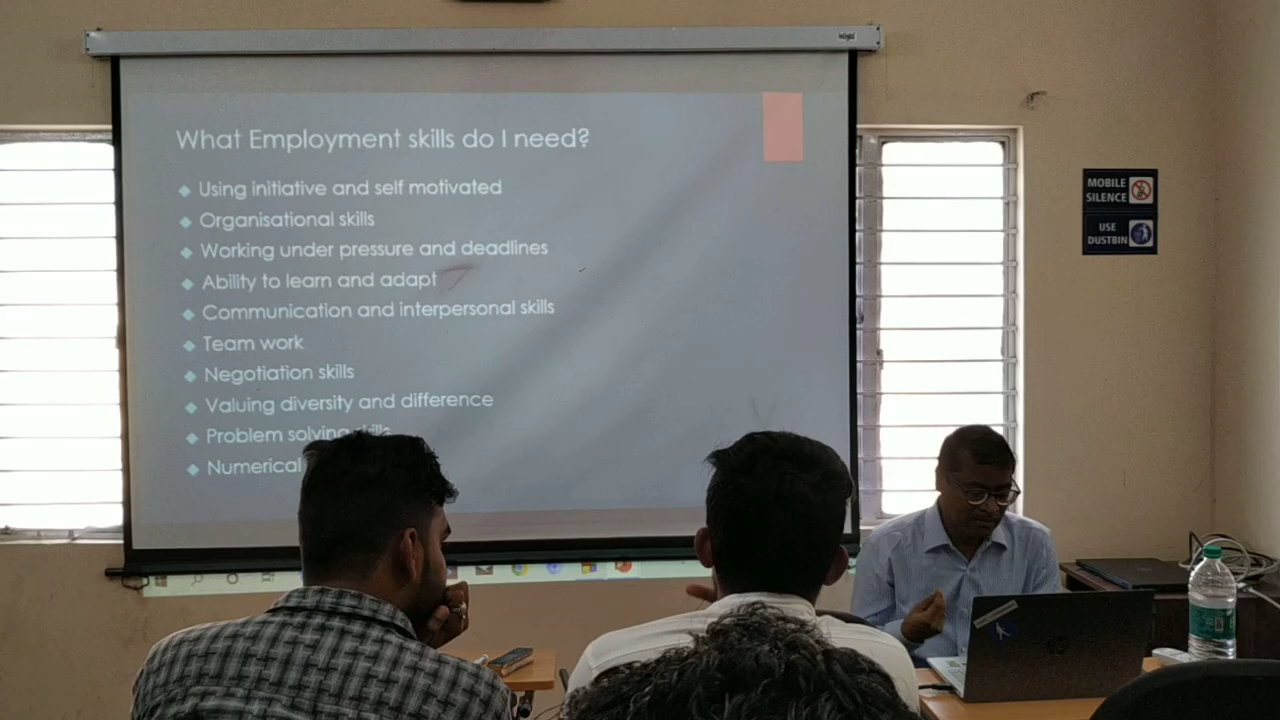 What Employment skills do I need?
Using initiative and self motivated
Organisational skills
Working under pressure and deadlines
Ability to learn and adapt
Communication and interpersonal skills
Team work
Negotiation skills
Valuing diversity and difference
Problem solving skills
Numerical
MOBILE
SILENCE
USE
DUSTBIN